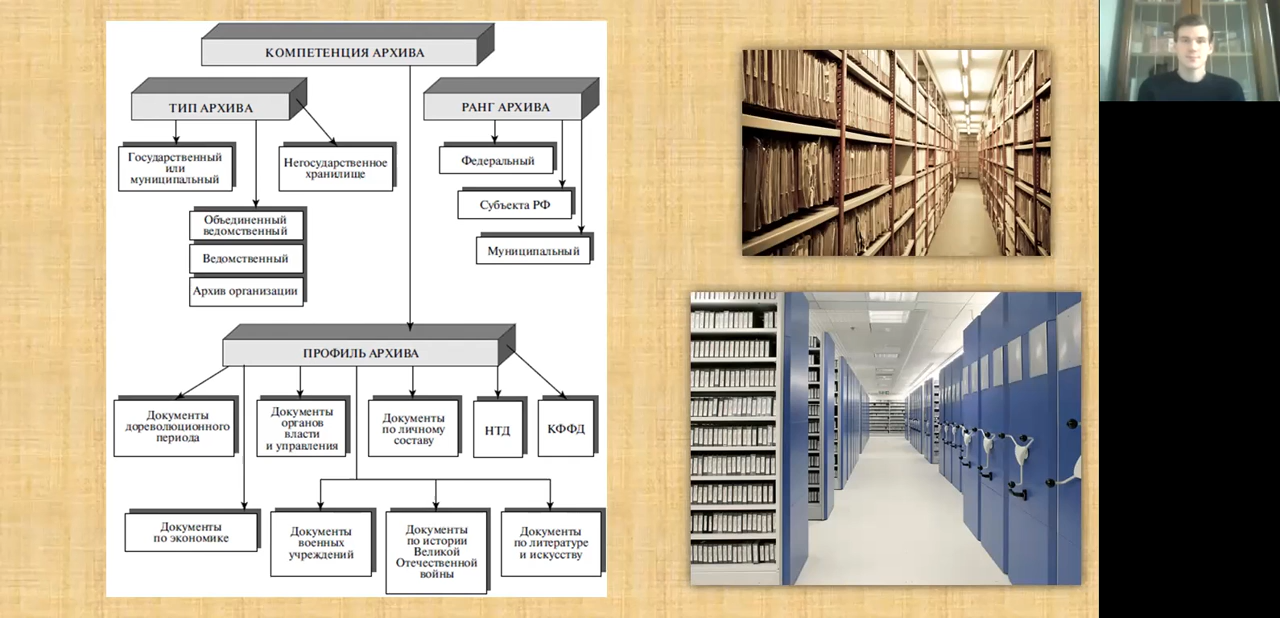 КОМПЕТЕНЦИЯ АРХИВА
ТИП АРХИВА
Государственный
или
муниципальный
Негосударственное
хранилище
Объединенный
ведомственный
Ведомственный
Архив организации
РАНГ АРХИВА
Федеральный
Субъекта РФ
Муниципальный
ПРОФИЛЬ АРХИВА
Документы
дореволюционного
периода
Документы
органов
власти
и управления
Документы
по личному
составу
НТД
КФФД
Документы
по экономике
Документы
военных
учреждений
Документы
по истории
Великой
Отечественной
войны
Документы
по литературе
и искусству